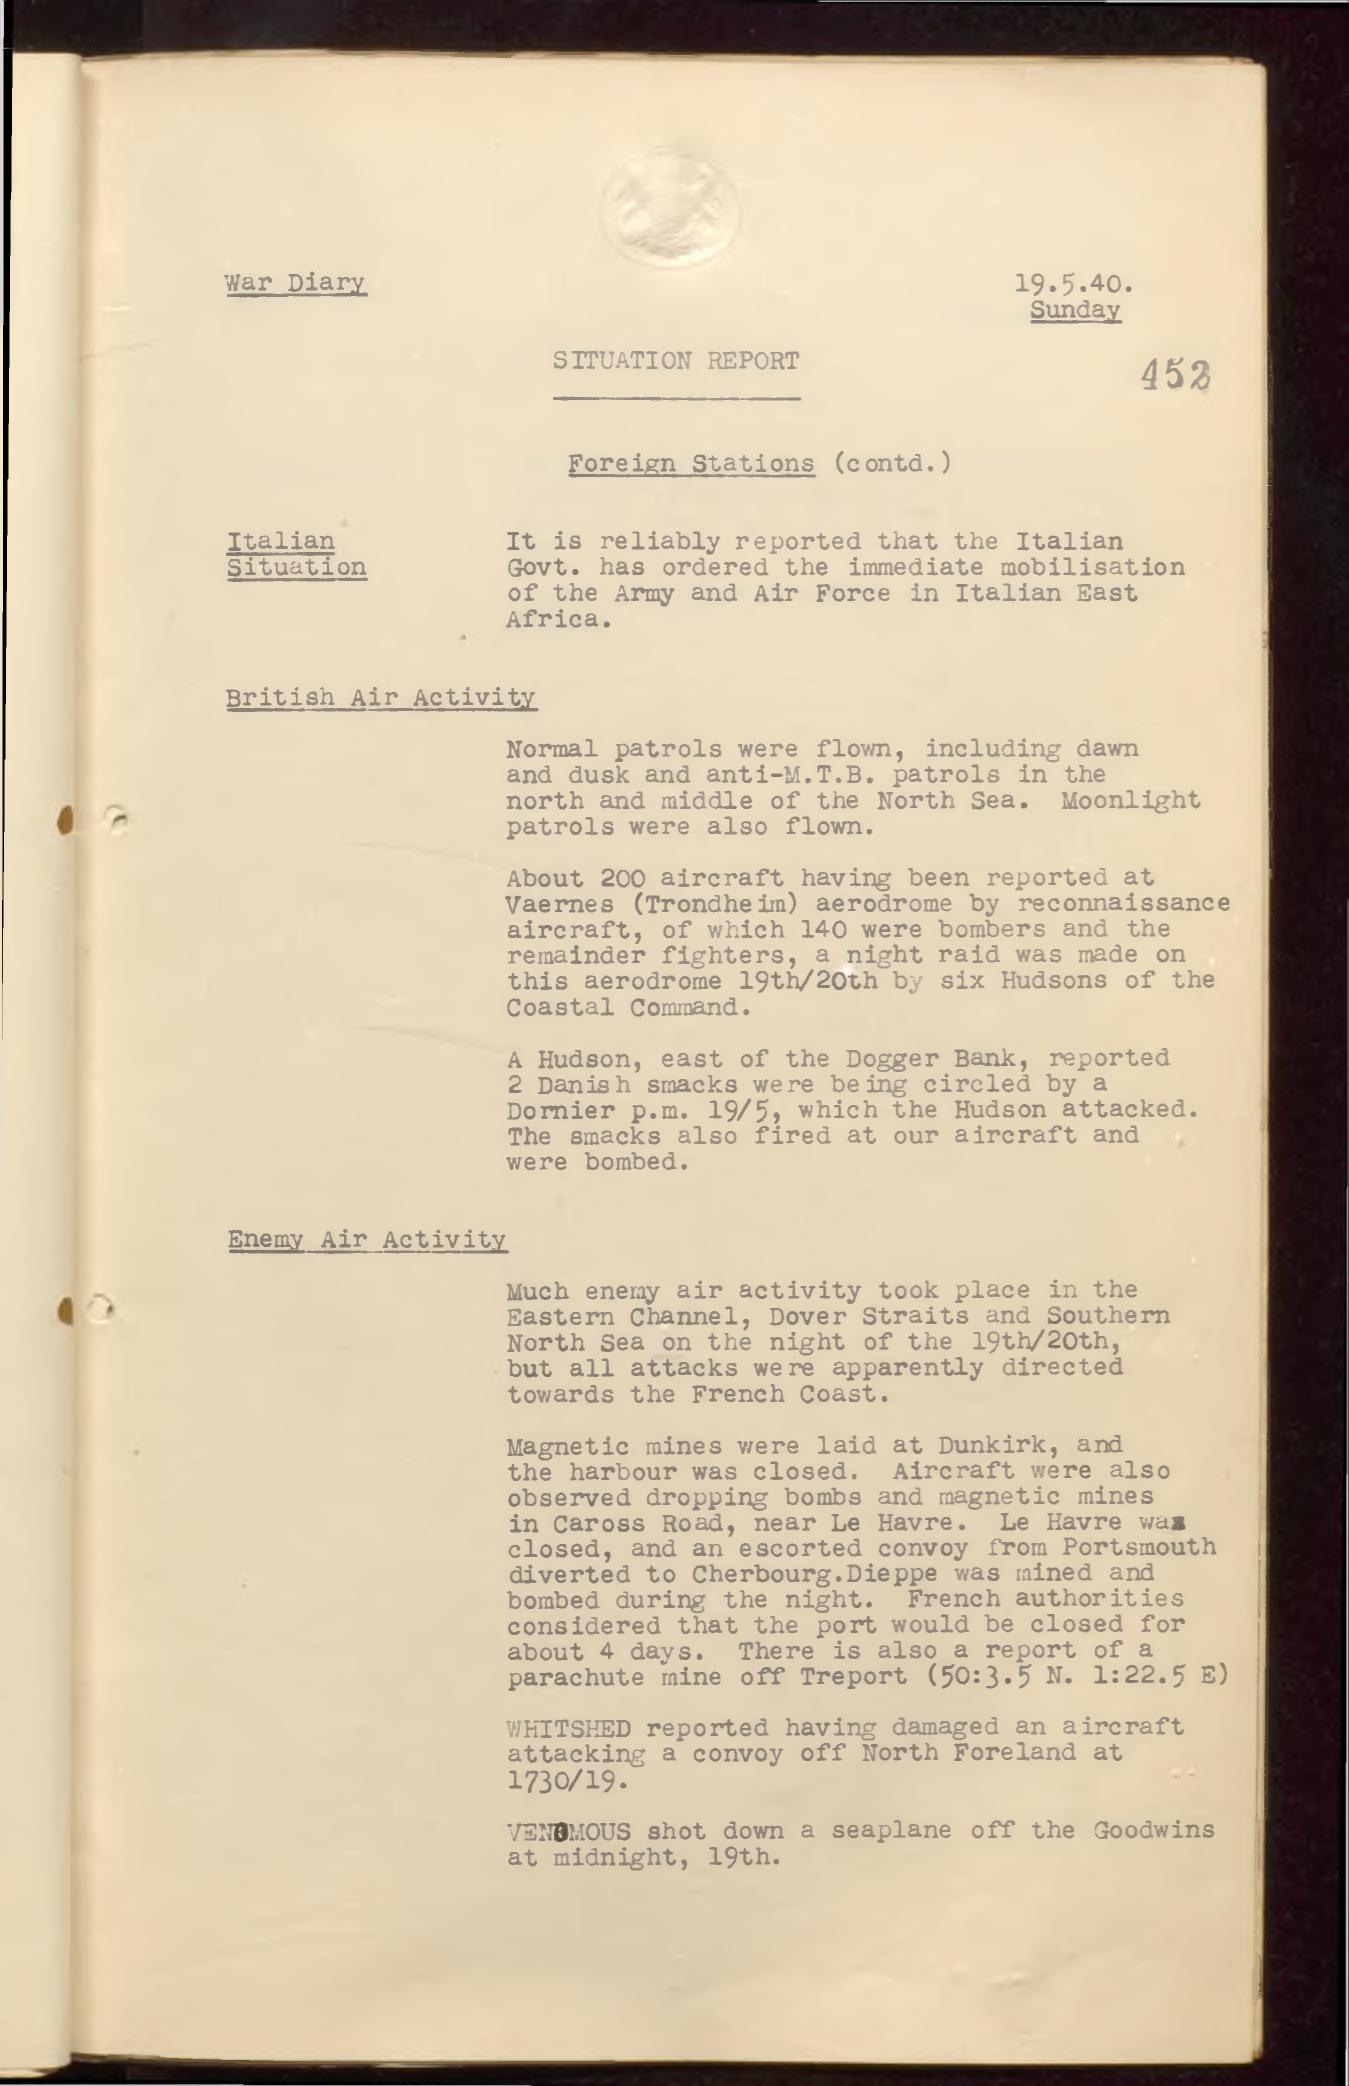 War Diary
19.5.40.
Sunday
SITUATION REPORT
452
Foreign Stations (contd.)
Italian
Situation
It is reliably reported that the Italian
Govt. has ordered the immediate mobilisation
of the Army and Air Force in Italian East
Africa.
British Air Activity
Normal patrols were flown, including dawn
and dusk and anti-M.T.B. patrols in the
north and middle of the North Sea. Moonlight
patrols were also flown.
About 200 aircraft having been reported at
Vaernes (Trondheim) aerodrome by reconnaissance
aircraft, of which 140 were bombers and the
remainder fighters, a night raid was made on
this aerodrome 19th/20th by six Hudsons of the
Coastal Command.
A Hudson, east of the Dogger Bank, reported
2 Danish smacks were being circled by a
Dornier p.m. 19/5, which the Hudson attacked.
The smacks also fired at our aircraft and
were bombed.
Enemy Air Activity
Much enemy air activity took place in the
Eastern Channel, Dover Straits and Southern
North Sea on the night of the 19th/20th,
but all attacks were apparently directed
towards the French Coast.
Magnetic mines were laid at Dunkirk, and
the harbour was closed. Aircraft were also
observed dropping bombs and magnetic mines
in Caross Road, near Le Havre. Le Havre was
closed, and an escorted convoy from Portsmouth
diverted to Cherbourg.Dieppe was mined and
bombed during the night. French authorities
considered that the port would be closed for
about 4 days. There is also a report of a
parachute mine off Treport (50:3.5 N. 1:22.5 E)
WHITSHED reported having damaged an aircraft
attacking a convoy off North Foreland at
1730/19.
VENOMOUS shot down a seaplane off the Goodwins
at midnight, 19th.